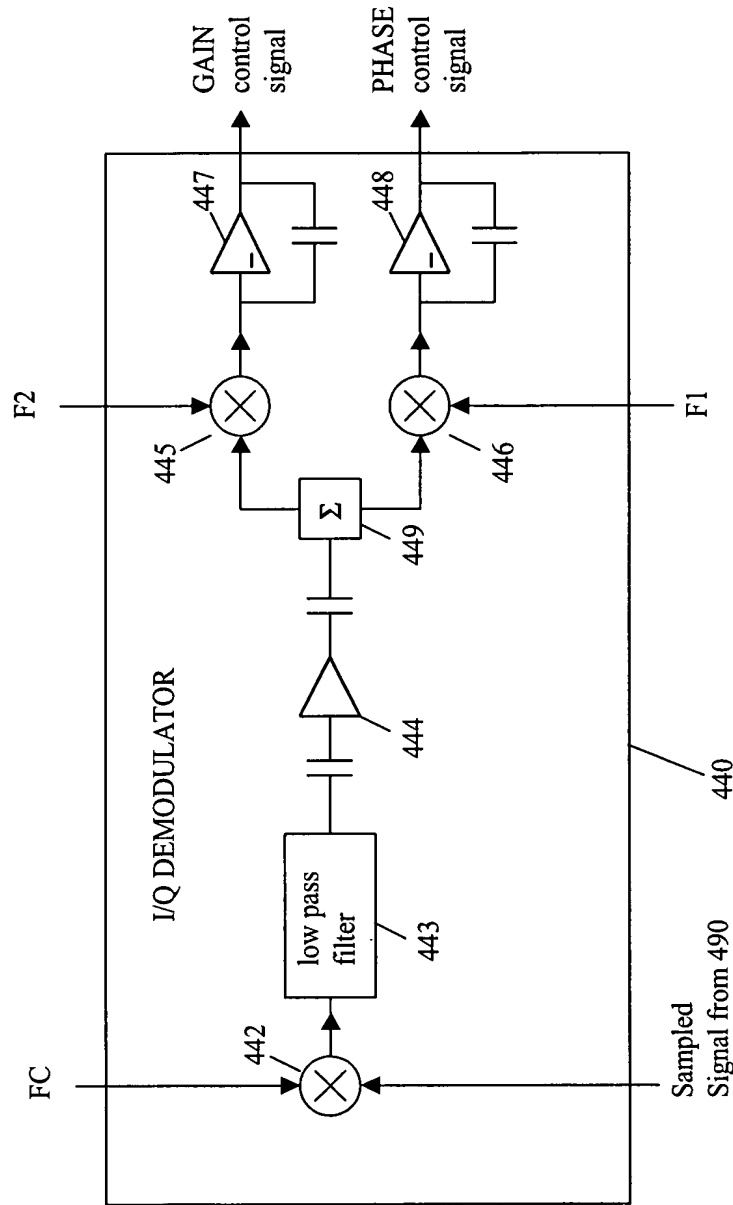 I/Q DEMODULATOR
FC
442
Sampled
Signal from 490
low pass
filter
443
444
Σ
449
F2
445
F1
446
447
448
GAIN
control
signal
PHASE
control
signal
440